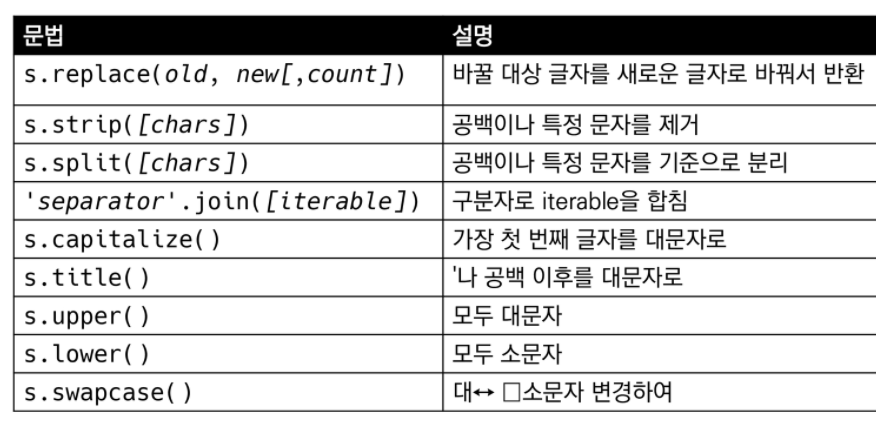 문법 설명
s.replace(old, new[,count]) 바꿀 대상 글자를 새로운 글자로 바꿔서 반환
s.strip([chars]) 공백이나 특정 문자를 제거
s.split([chars]) 공백이나 특정 문자를 기준으로 분리
'separator'.join([iterable]) 구분자로 iterable을 합침
s.capitalize() 가장 첫 번째 글자를 대문자로
s.title() '나 공백 이후를 대문자로
s.upper() 모두 대문자
s.lower() 모두 소문자
s.swapcase() 대↔ □소문자 변경하여